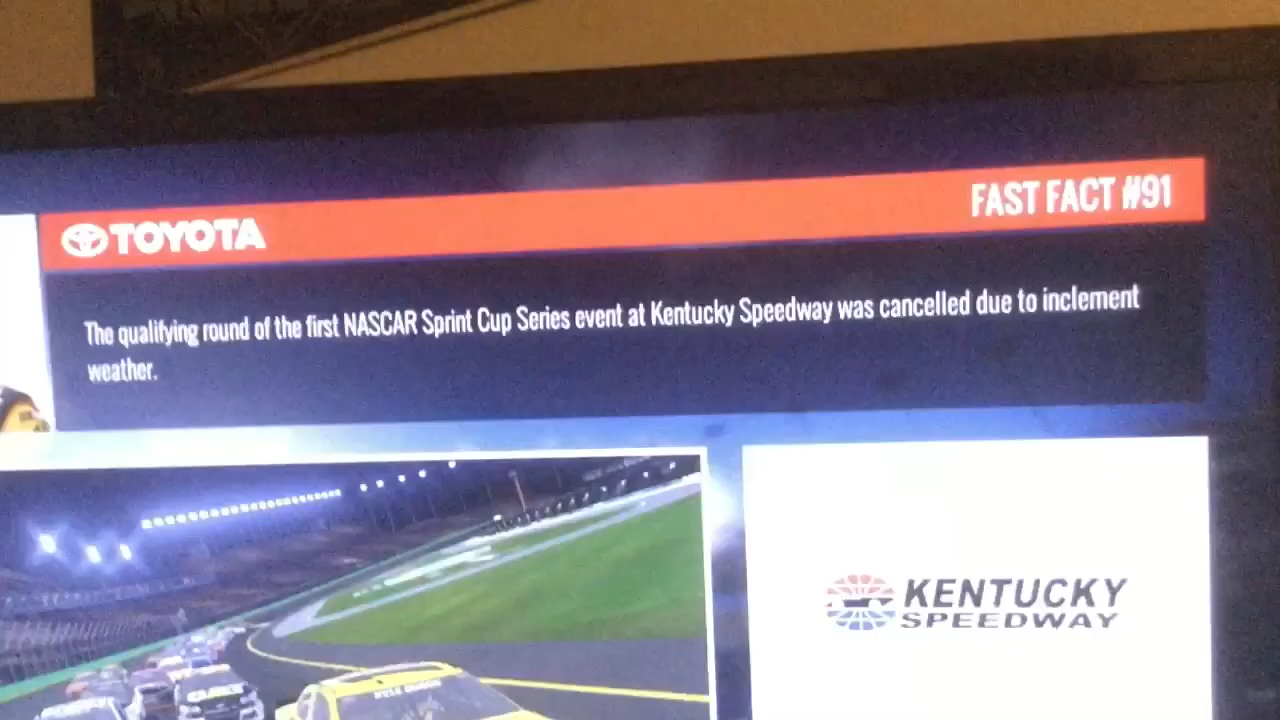 TOYOTA
FAST FACT #91
The qualifying round of the first NASCAR Sprint Cup Series event at Kentucky Speedway was cancelled due to inclement
weather.
KENTUCKY
SPEEDWAY